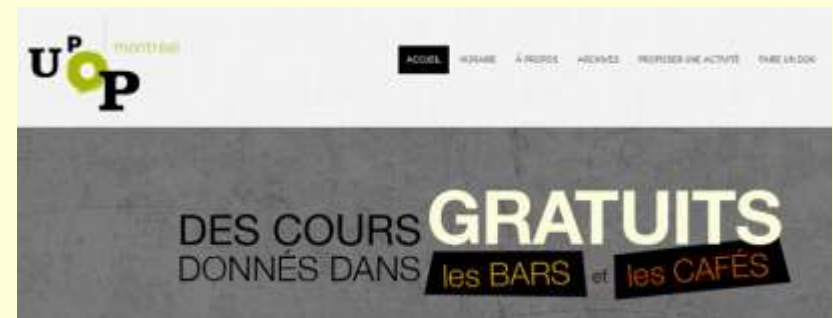 UPOP montréal
ACCUEIL HORAIRE À PROPOS ARCHIVES PROPOSER UNE ACTIVITÉ FAIRE UN DON
DES COURS GRATUITS
DONNÉS DANS les BARS et les CAFÉS